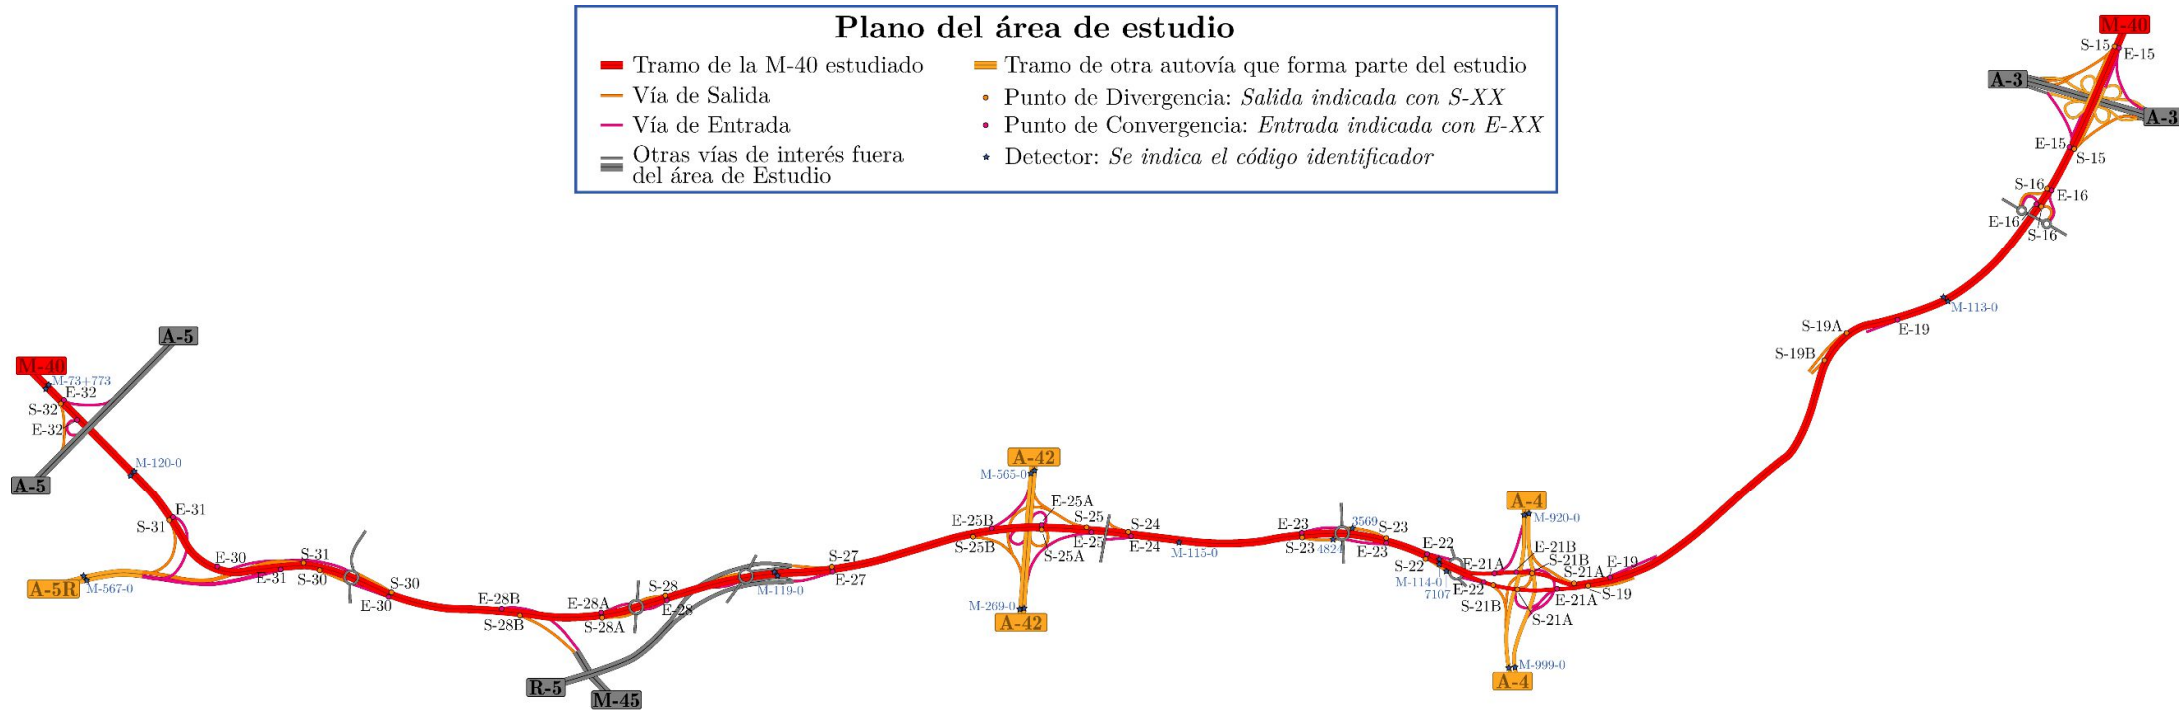 Plano del área de estudio
Tramo de la M-40 estudiado
Vía de Salida
Vía de Entrada
Otras vías de interés fuera
del área de Estudio
Tramo de otra autovía que forma parte del estudio
Punto de Divergencia: Salida indicada con S-XX
Punto de Convergencia: Entrada indicada con E-XX
Detector: Se indica el código identificador
M-40
S-15
E-15
A-3
A-3
E-15
S-15
S-16
E-16
E-16
S-16
M-113-0
S-19A
E-19
S-19B
A-5
M-40
M-73+773
E-32
S-32
E-32
A-5
M-120-0
E-31
S-31
A-5R
M-567-0
E-30
S-31
E-31
S-30
S-30
E-30
E-28B
S-28B
E-28A
S-28A
S-28
E-28
R-5
M-45
M-119-0
S-27
E-27
A-42
M-565-0
E-25B
E-25A
S-25
S-25B
S-25A
E-25
S-24
E-24
M-269-0
A-42
M-115-0
E-23
3569
S-23
S-23
4824
E-23
E-22
S-22
M-114-0
7107
E-22
E-21A
A-4
M-920-0
E-21B
S-21B
S-21A
E-19
S-21B
E-21A
S-19
S-21A
M-999-0
A-4